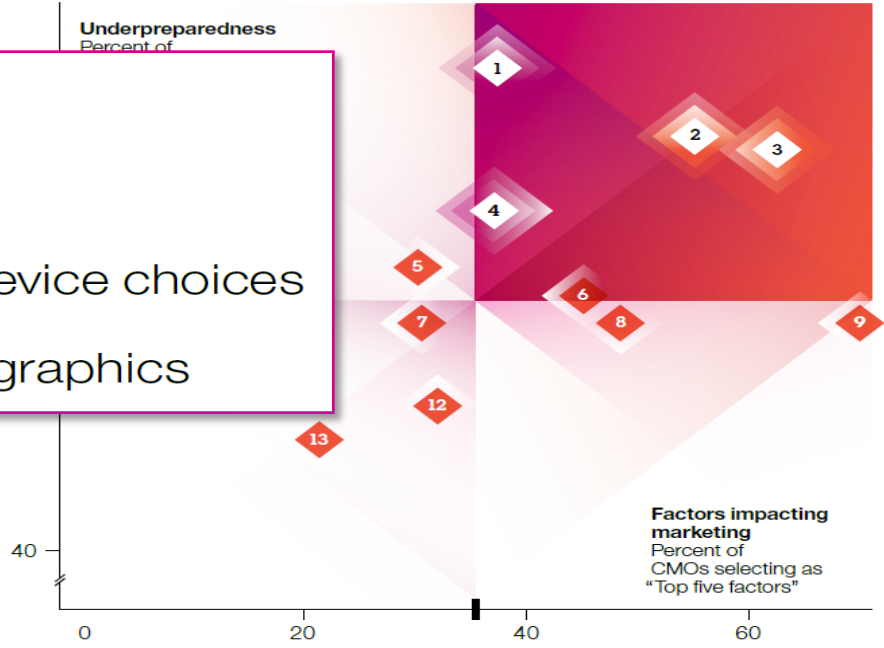 Underpreparedness
Percent of
1
2
3
evice choices
4
5
6
7
8
9
graphics
12
13
Factors impacting
marketing
Percent of
CMOs selecting as
“Top five factors”
40
0
20
40
60